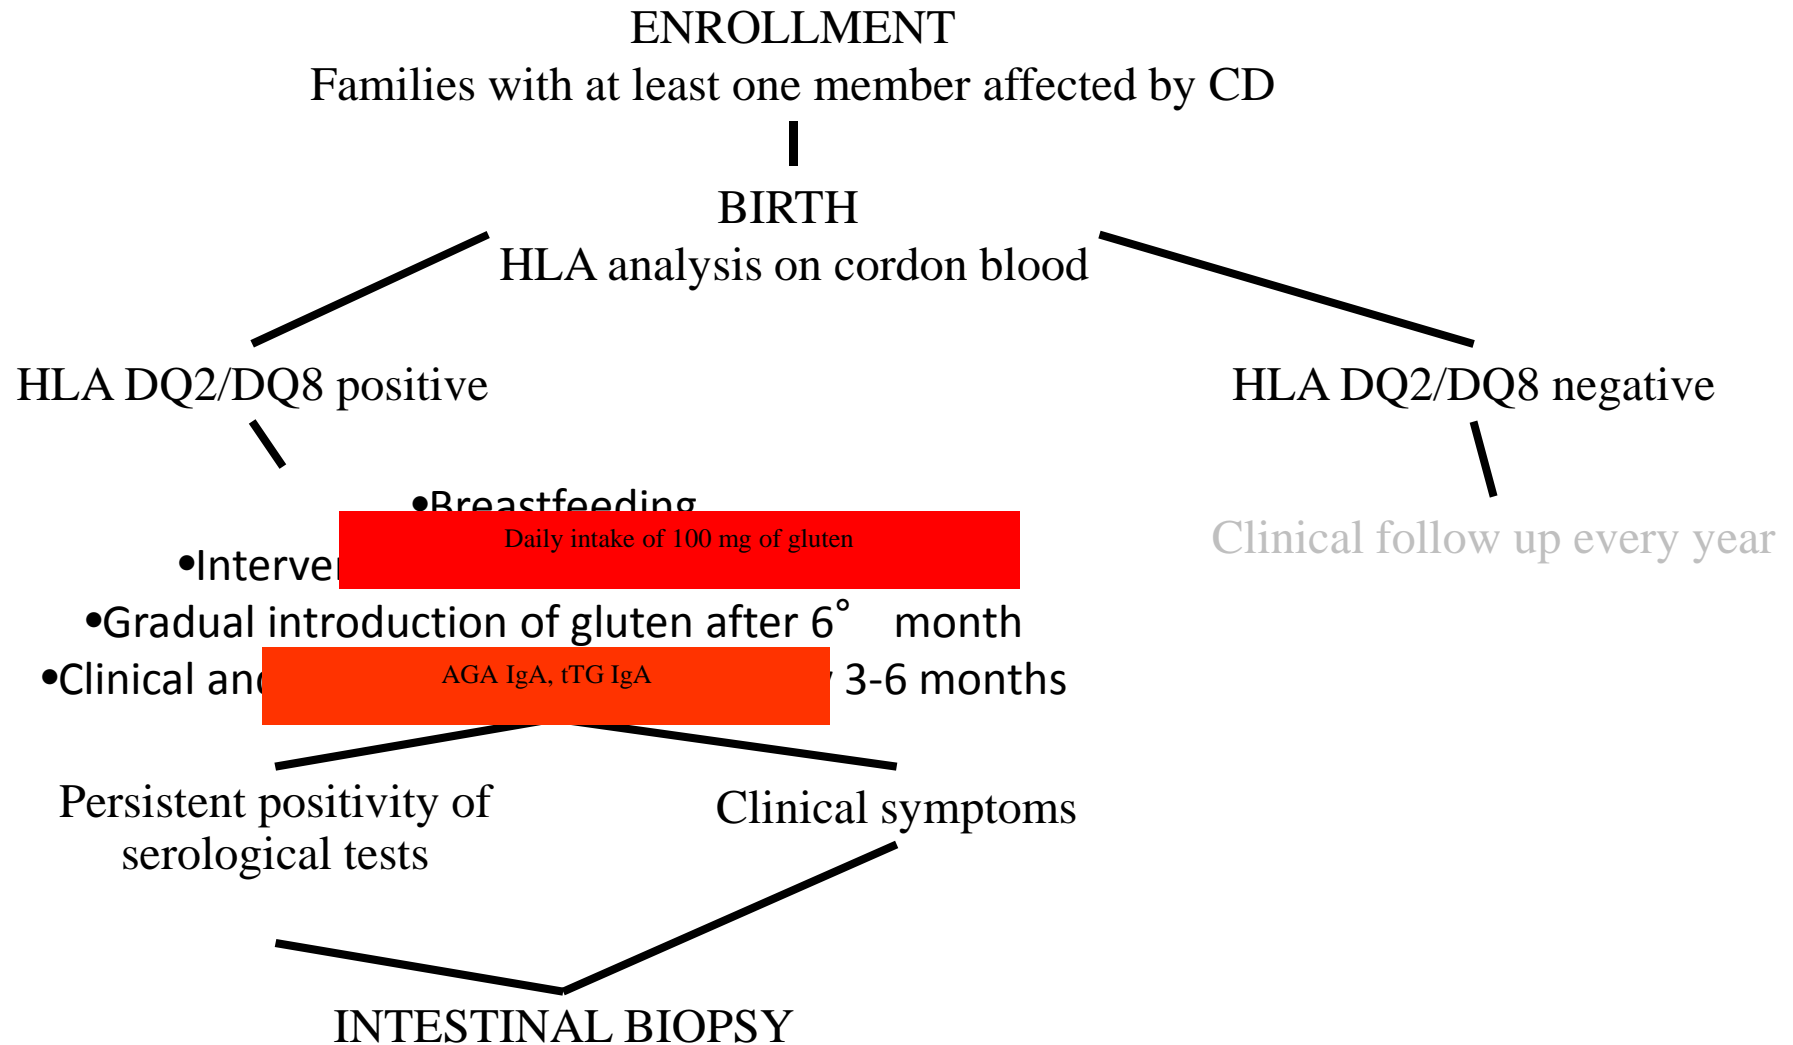 ENROLLMENT
Families with at least one member affected by CD
BIRTH
HLA analysis on cordon blood
HLA DQ2/DQ8 positive
HLA DQ2/DQ8 negative
•Breastfeeding
Daily intake of 100 mg of gluten
Clinical follow up every year
•Gradual introduction of gluten after 6° month
•Clinical 3-6 months
AGA IgA, tTG IgA
Persistent positivity of
serological tests
Clinical symptoms
INTESTINAL BIOPSY